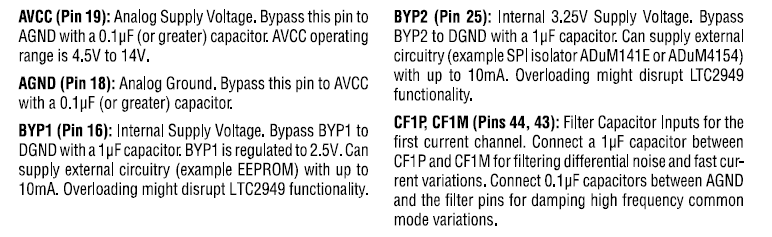 AVCC (Pin 19): Analog Supply Voltage. Bypass this pin to
AGND with a 0.1µF (or greater) capacitor. AVCC operating
range is 4.5V to 14V.
AGND (Pin 18): Analog Ground. Bypass this pin to AVCC
with a 0.1µF (or greater) capacitor.
BYP1 (Pin 16): Internal Supply Voltage. Bypass BYP1 to
DGND with a 1µF capacitor. BYP1 is regulated to 2.5V. Can
supply external circuitry (example EEPROM) with up to
10mA. Overloading might disrupt LTC2949 functionality.
BYP2 (Pin 25): Internal 3.25V Supply Voltage. Bypass
BYP2 to DGND with a 1µF capacitor. Can supply external
circuitry (example SPI isolator ADuM141E or ADuM4154)
with up to 10mA. Overloading might disrupt LTC2949
functionality.
CF1P, CF1M (Pins 44, 43): Filter Capacitor Inputs for the
first current channel. Connect a 1µF capacitor between
CF1P and CF1M for filtering differential noise and fast cur-
rent variations. Connect 0.1µF capacitors between AGND
and the filter pins for damping high frequency common
mode variations.